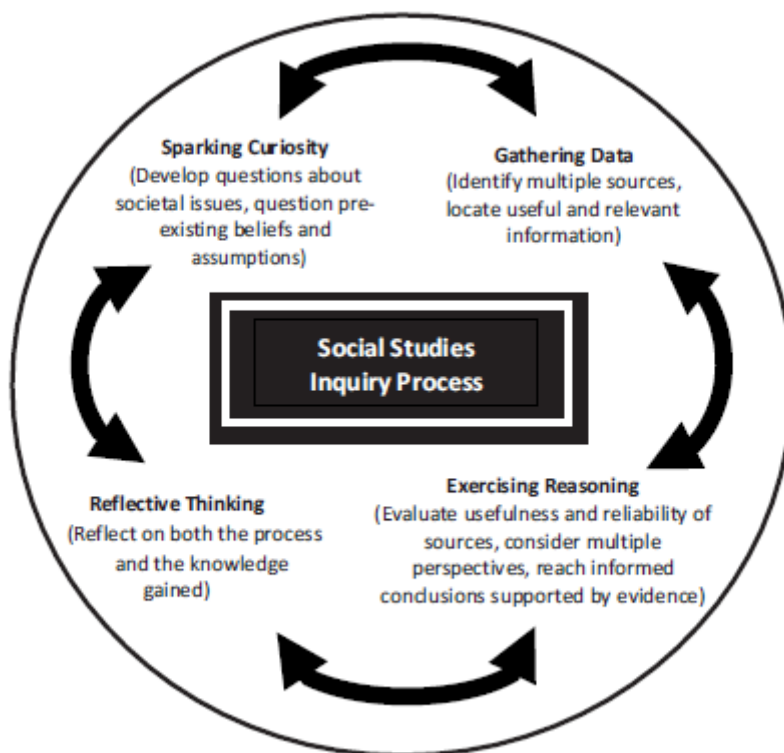 Sparking Curiosity
(Develop questions about
societal issues, question pre-
existing beliefs and
assumptions)
Gathering Data
(Identify multiple sources,
locate useful and relevant
information)
Social Studies
Inquiry Process
Reflective Thinking
(Reflect on both the process
and the knowledge
gained)
Exercising Reasoning
(Evaluate usefulness and reliability of
sources, consider multiple
perspectives, reach informed
conclusions supported by evidence)